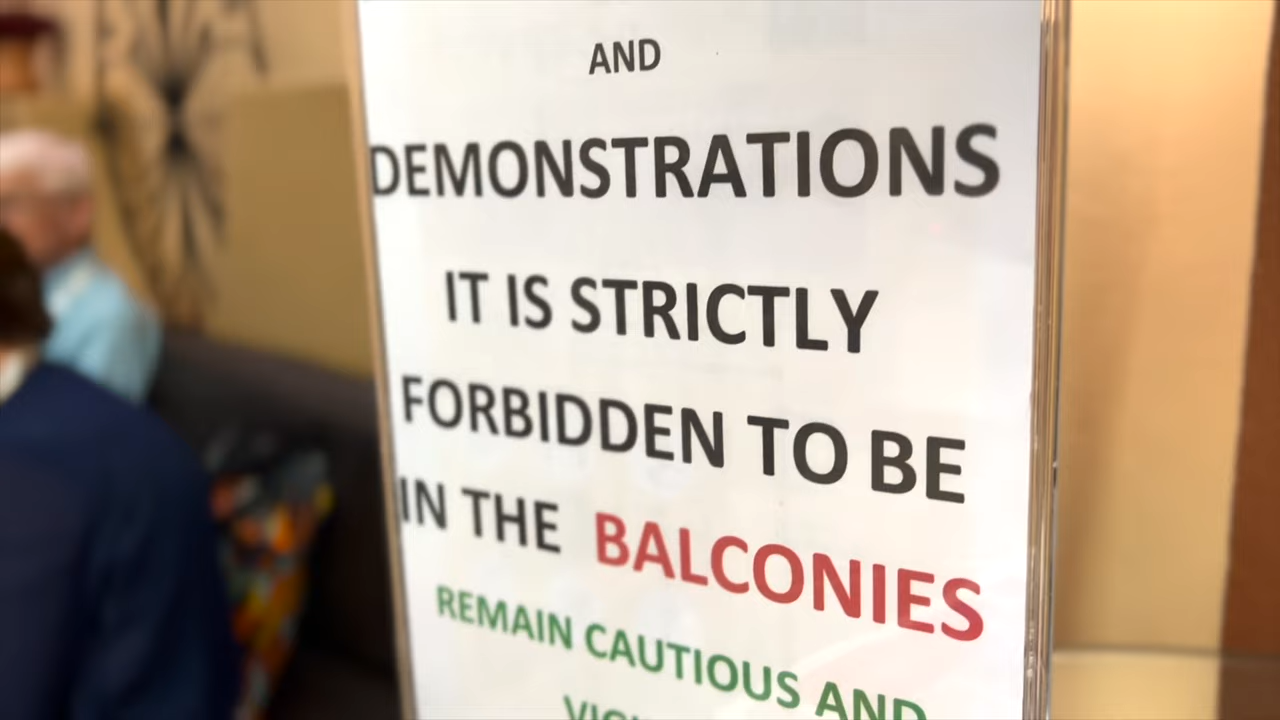 AND
DEMONSTRATIONS
IT IS STRICTLY
FORBIDDEN TO BE
IN THE BALCONIES
REMAIN CAUTIOUS AND